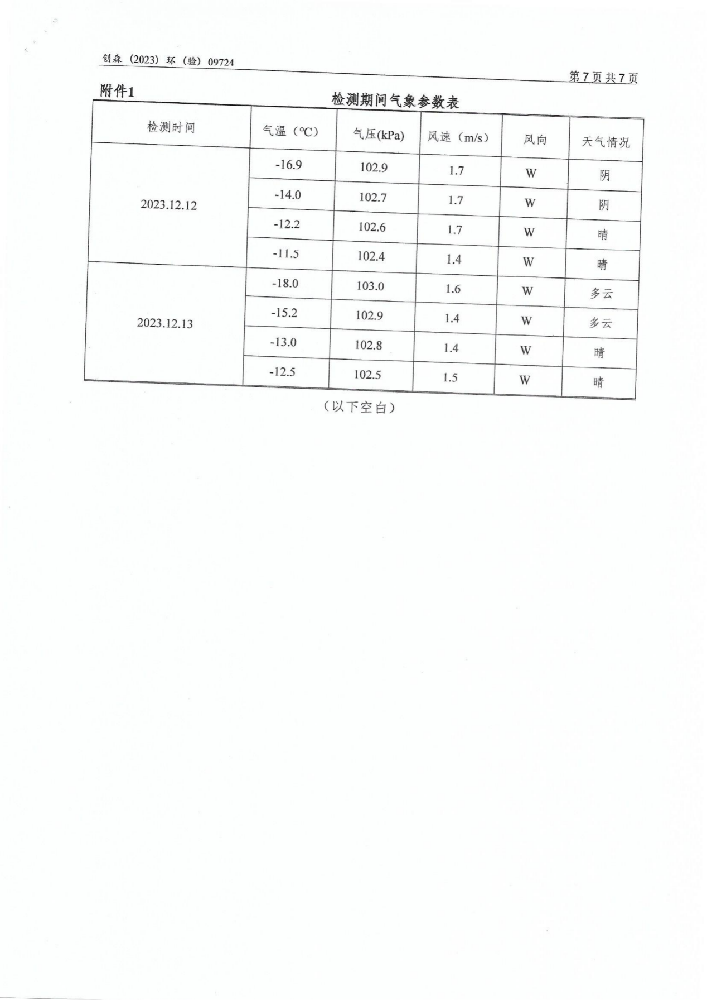 创森（2023）环（验）09724
第7页 共7页
附件1
检测期间气象参数表
检测时间 气温（℃） 气压(kPa) 风速（m/s） 风向 天气情况
2023.12.12 -16.9 102.9 1.7 W 阴
-14.0 102.7 1.7 W 阴
-12.2 102.6 1.7 W 晴
-11.5 102.4 1.4 W 晴
2023.12.13 -18.0 103.0 1.6 W 多云
-15.2 102.9 1.4 W 多云
-13.0 102.8 1.4 W 晴
-12.5 102.5 1.5 W 晴
（以下空白）